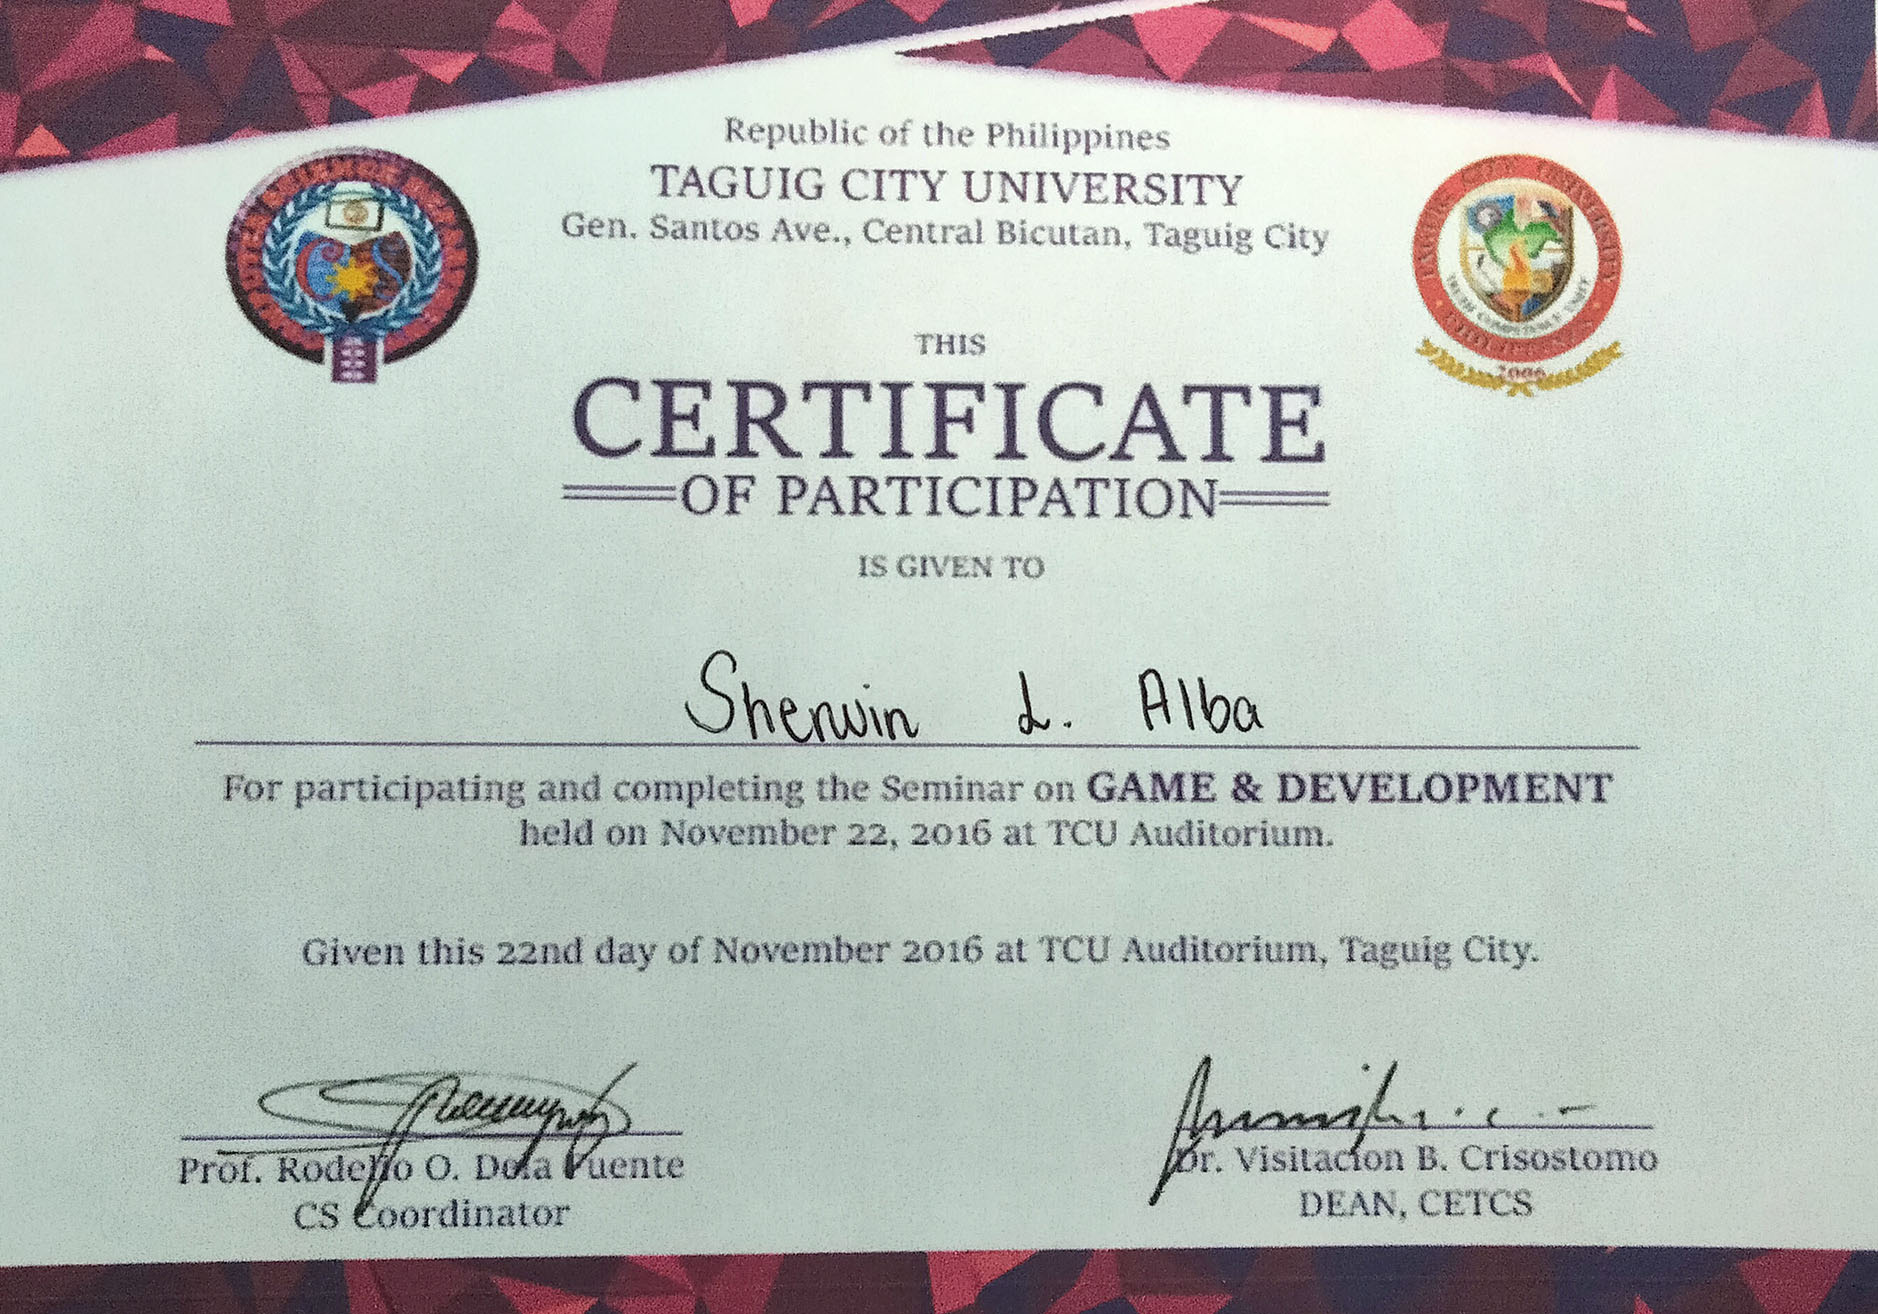 Republic of the Philippines
TAGUIG CITY UNIVERSITY
Gen. Santos Ave., Central Bicutan, Taguig City
THIS
CERTIFICATE
OF PARTICIPATION
IS GIVEN TO
Sherwin L. Alba
For participating and completing the Seminar on GAME & DEVELOPMENT
held on November 22, 2016 at TCU Auditorium.
Given this 22nd day of November 2016 at TCU Auditorium, Taguig City.
Prof. O. Dela
CS Coordinator
Dr. Visitacion B. Crisostomo
DEAN, CETCS
2006